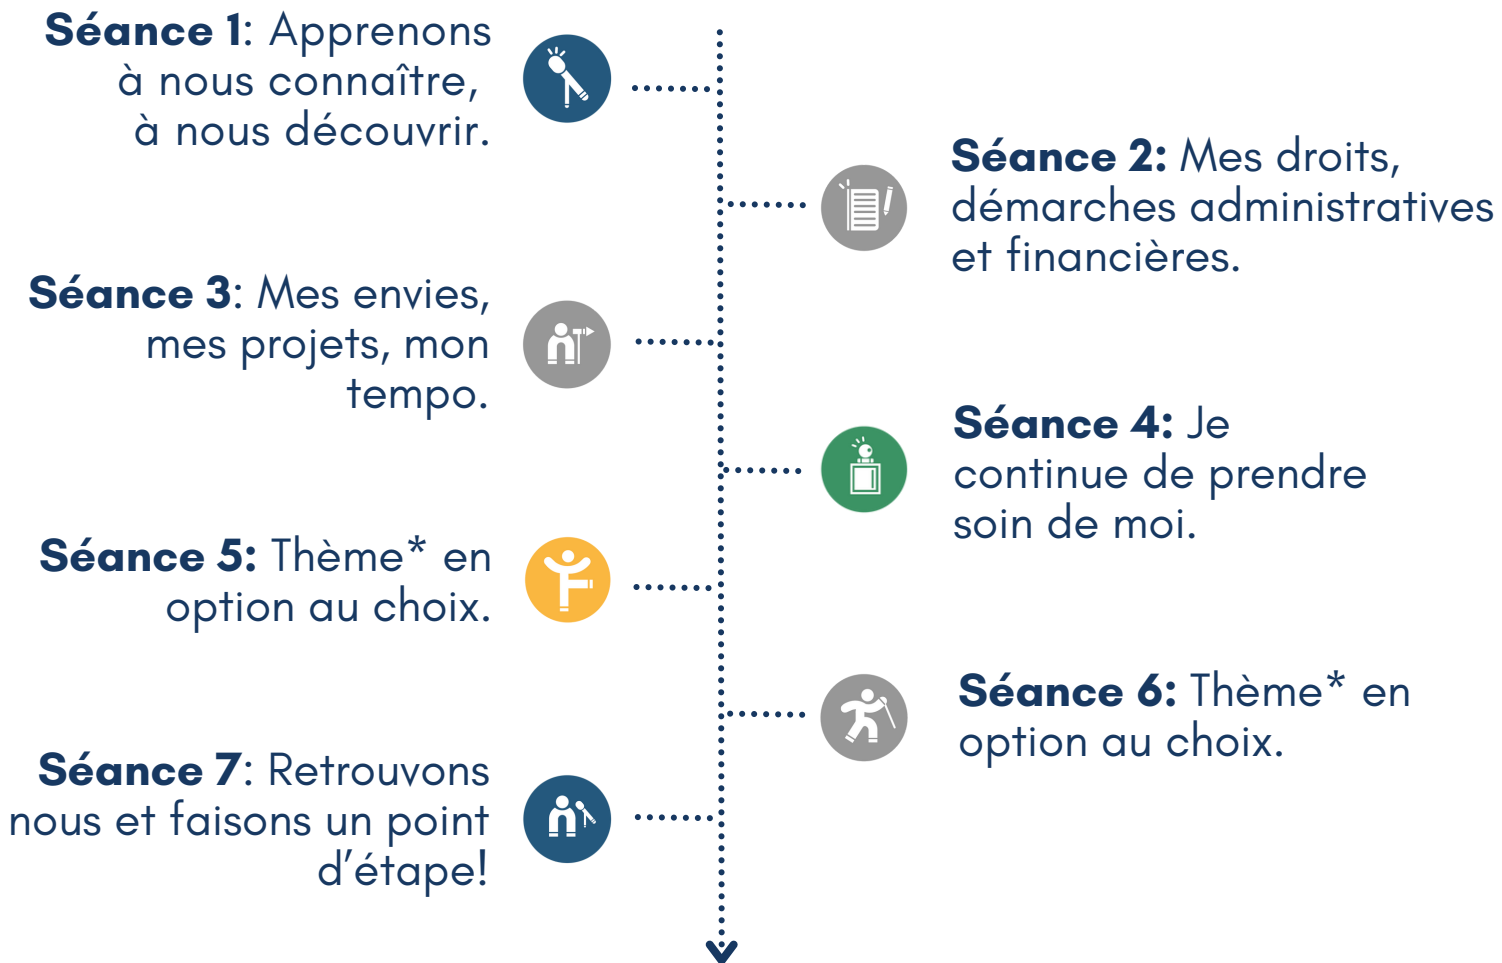 Séance 1: Apprenons
à nous connaître,
à nous découvrir.
Séance 2: Mes droits,
démarches administratives
et financières.
Séance 3: Mes envies,
mes projets, mon
tempo.
Séance 4: Je
continue de prendre
soin de moi.
Séance 5: Thème* en
option au choix.
Séance 6: Thème* en
option au choix.
Séance 7: Retrouvons
nous et faisons un point
d’étape!